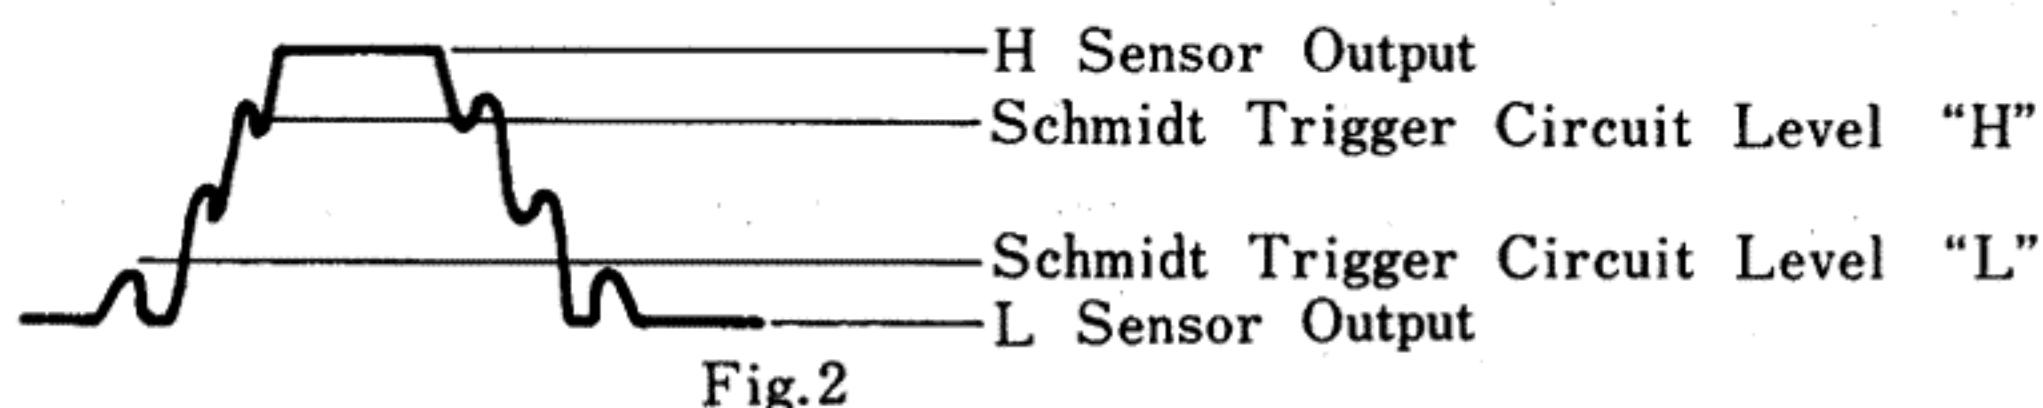 H Sensor Output
Schmidt Trigger Circuit Level “H”
Schmidt Trigger Circuit Level “L”
L Sensor Output
Fig.2